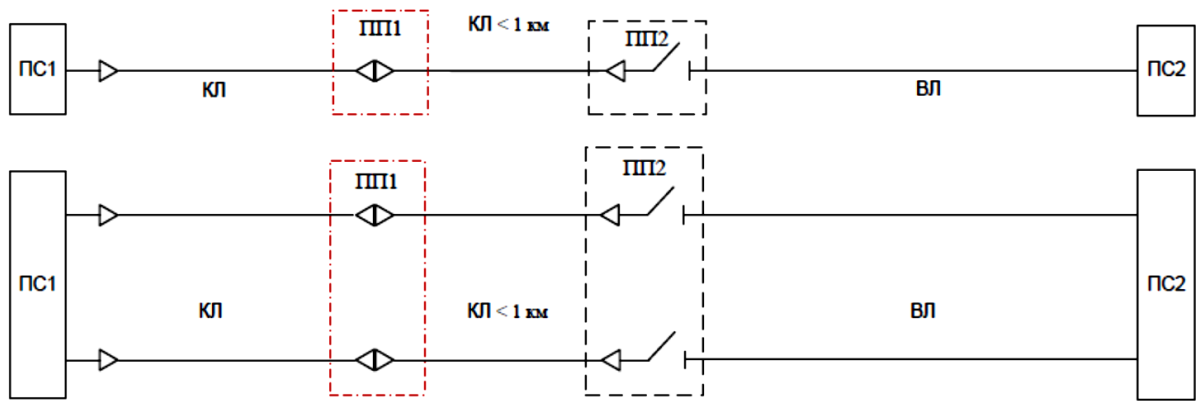 КЛ < 1 км
ПП1
ПП2
ПС1
ПС2
КЛ
ВЛ
ПП2
ПП1
ПС1
ПС2
КЛ
КЛ < 1 км
ВЛ